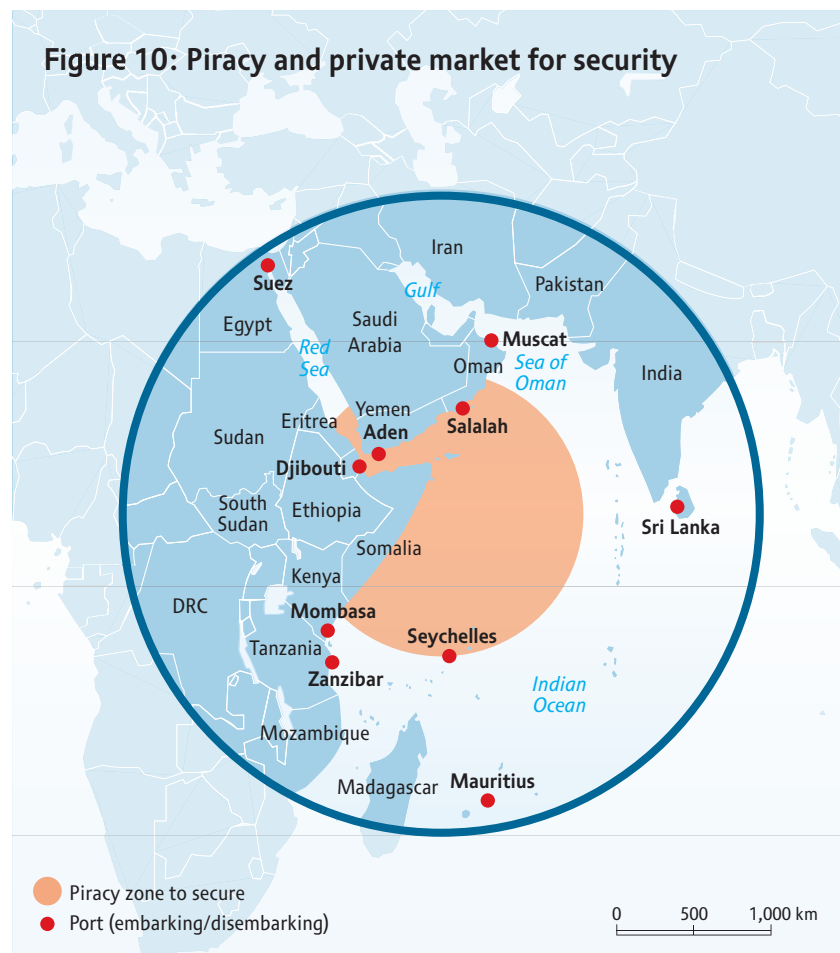 Figure 10: Piracy and private market for security
Iran
Suez
Gulf
Pakistan
Egypt
Saudi
Arabia
Red
Sea
Muscat
Oman
Sea of
Oman
India
Yemen
Eritrea
Aden
Salalah
Sudan
Djibouti
South
Sudan
Ethiopia
Sri Lanka
Somalia
Kenya
DRC
Mombasa
Seychelles
Tanzania
Zanzibar
Indian
Ocean
Mozambique
Madagascar
Mauritius
Piracy zone to secure
Port (embarking/disembarking)
0 500 1,000 km